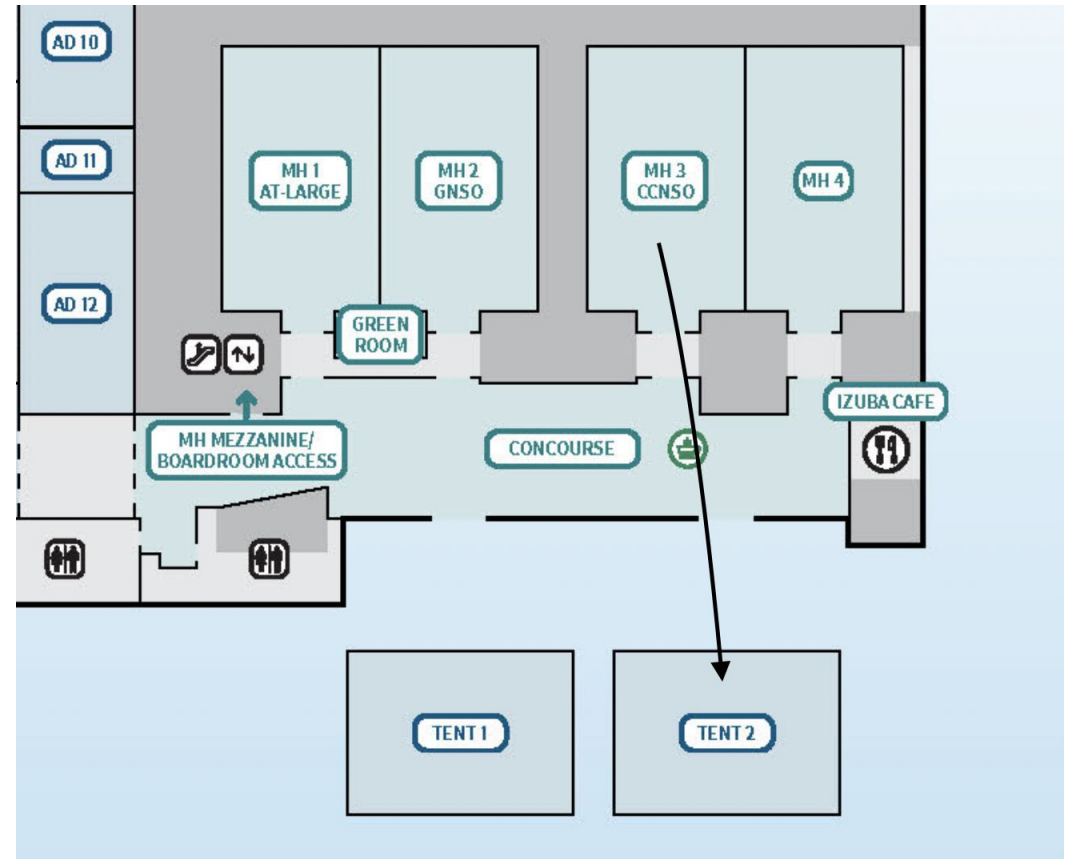 AD 10
AD 11
AD 12
MH 1
AT-LARGE
MH 2
GNSO
MH 3
CCNSO
MH 4
GREEN
ROOM
IZUBA CAFE
MH MEZZANINE/
BOARDROOM ACCESS
CONCOURSE
TENT 1
TENT 2